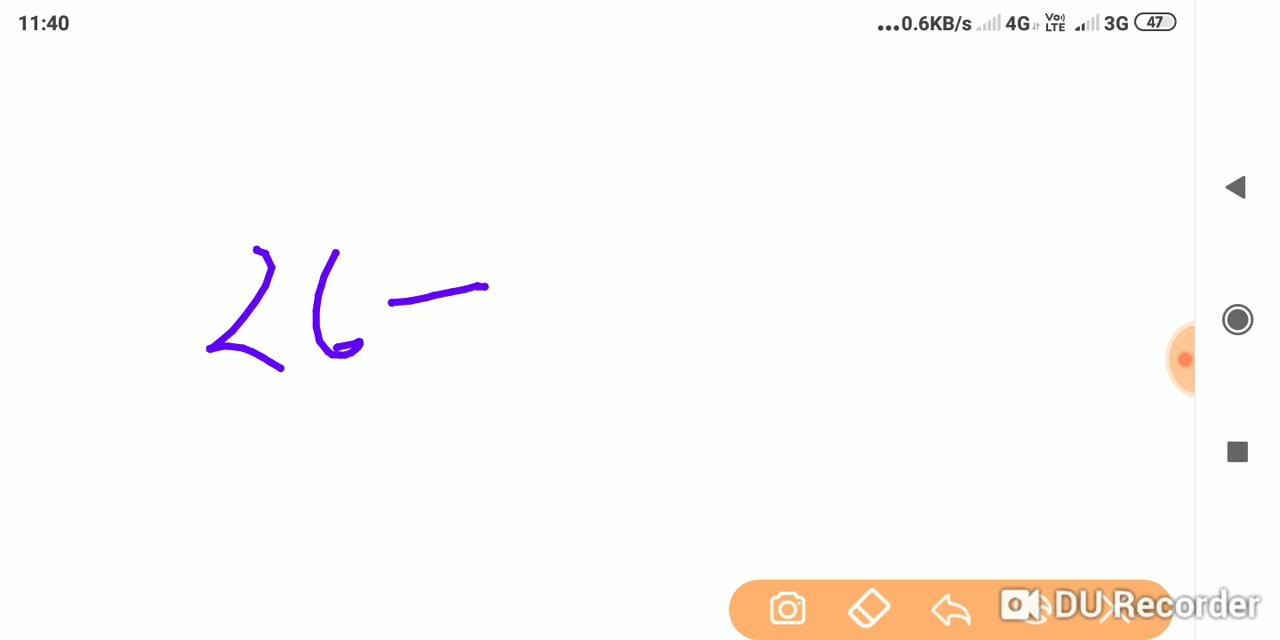 11:40 ...0.6KB/s 4G Vo)) LTE 3G 47
26 —
DU Recorder